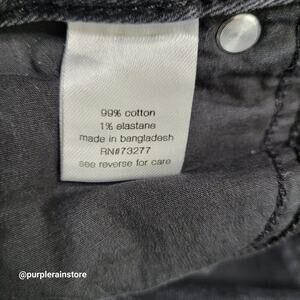 99% cotton
1% elastane
made in bangladesh
RN#73277
see reverse for care
@purplerainstore